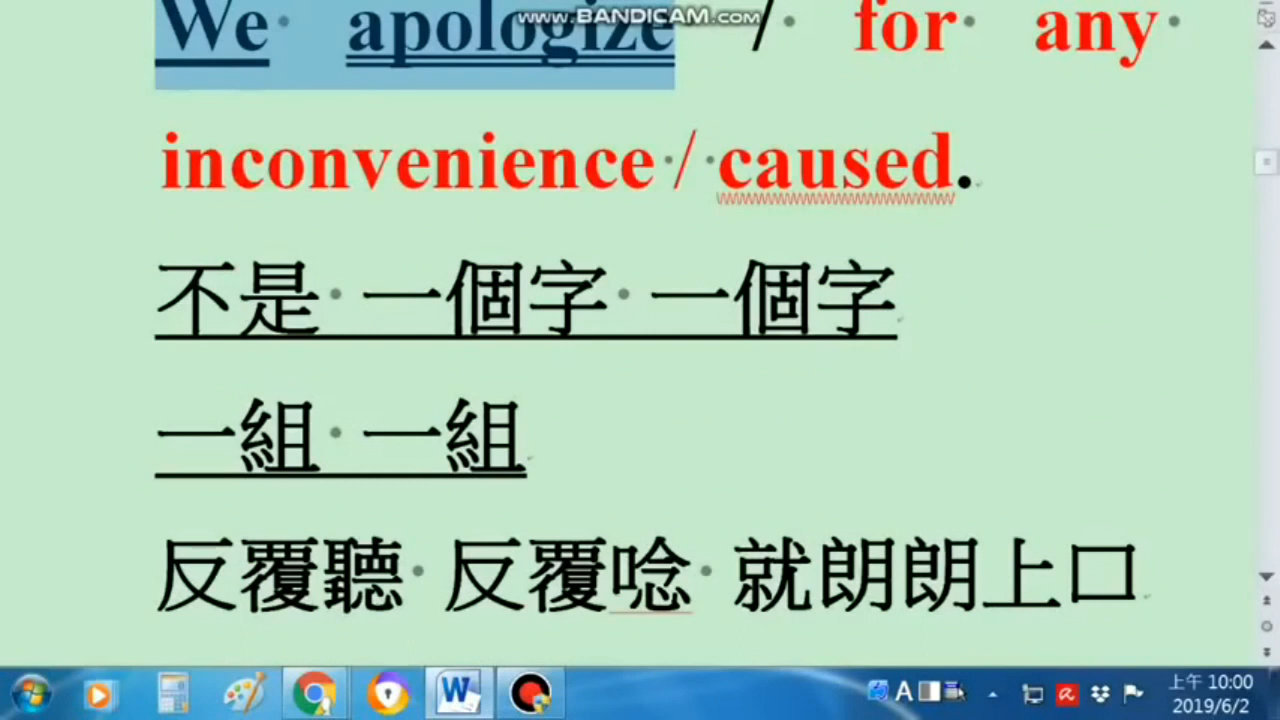 www.BANDICAM.com
We apologize / for any
inconvenience / caused.
不是 一個字 一個字
一組 一組
反覆聽 反覆唸 就朗朗上口
A
上午 10:00
2019/6/2